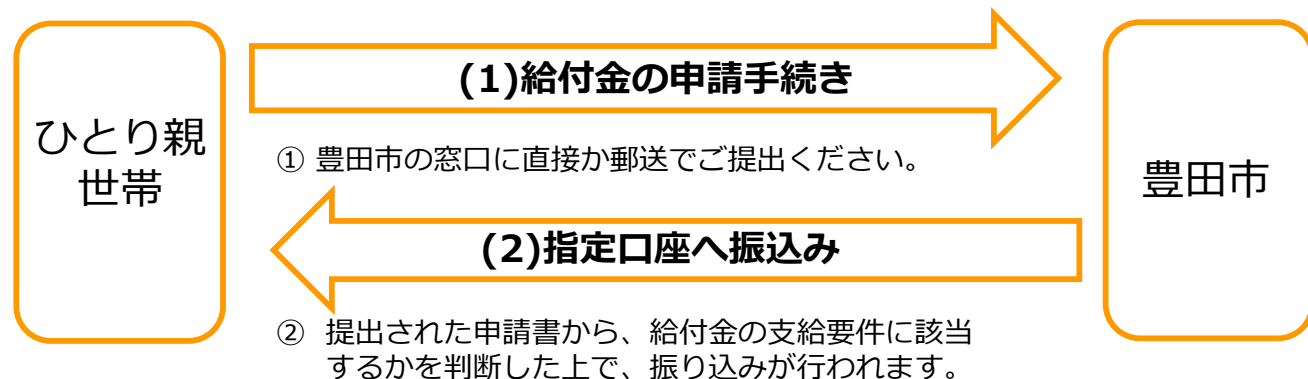 ひとり親
世帯
(1)給付金の申請手続き
① 豊田市の窓口に直接か郵送でご提出ください。
(2)指定口座へ振込み
② 提出された申請書から、給付金の支給要件に該当
するかを判断した上で、振り込みが行われます。
豊田市